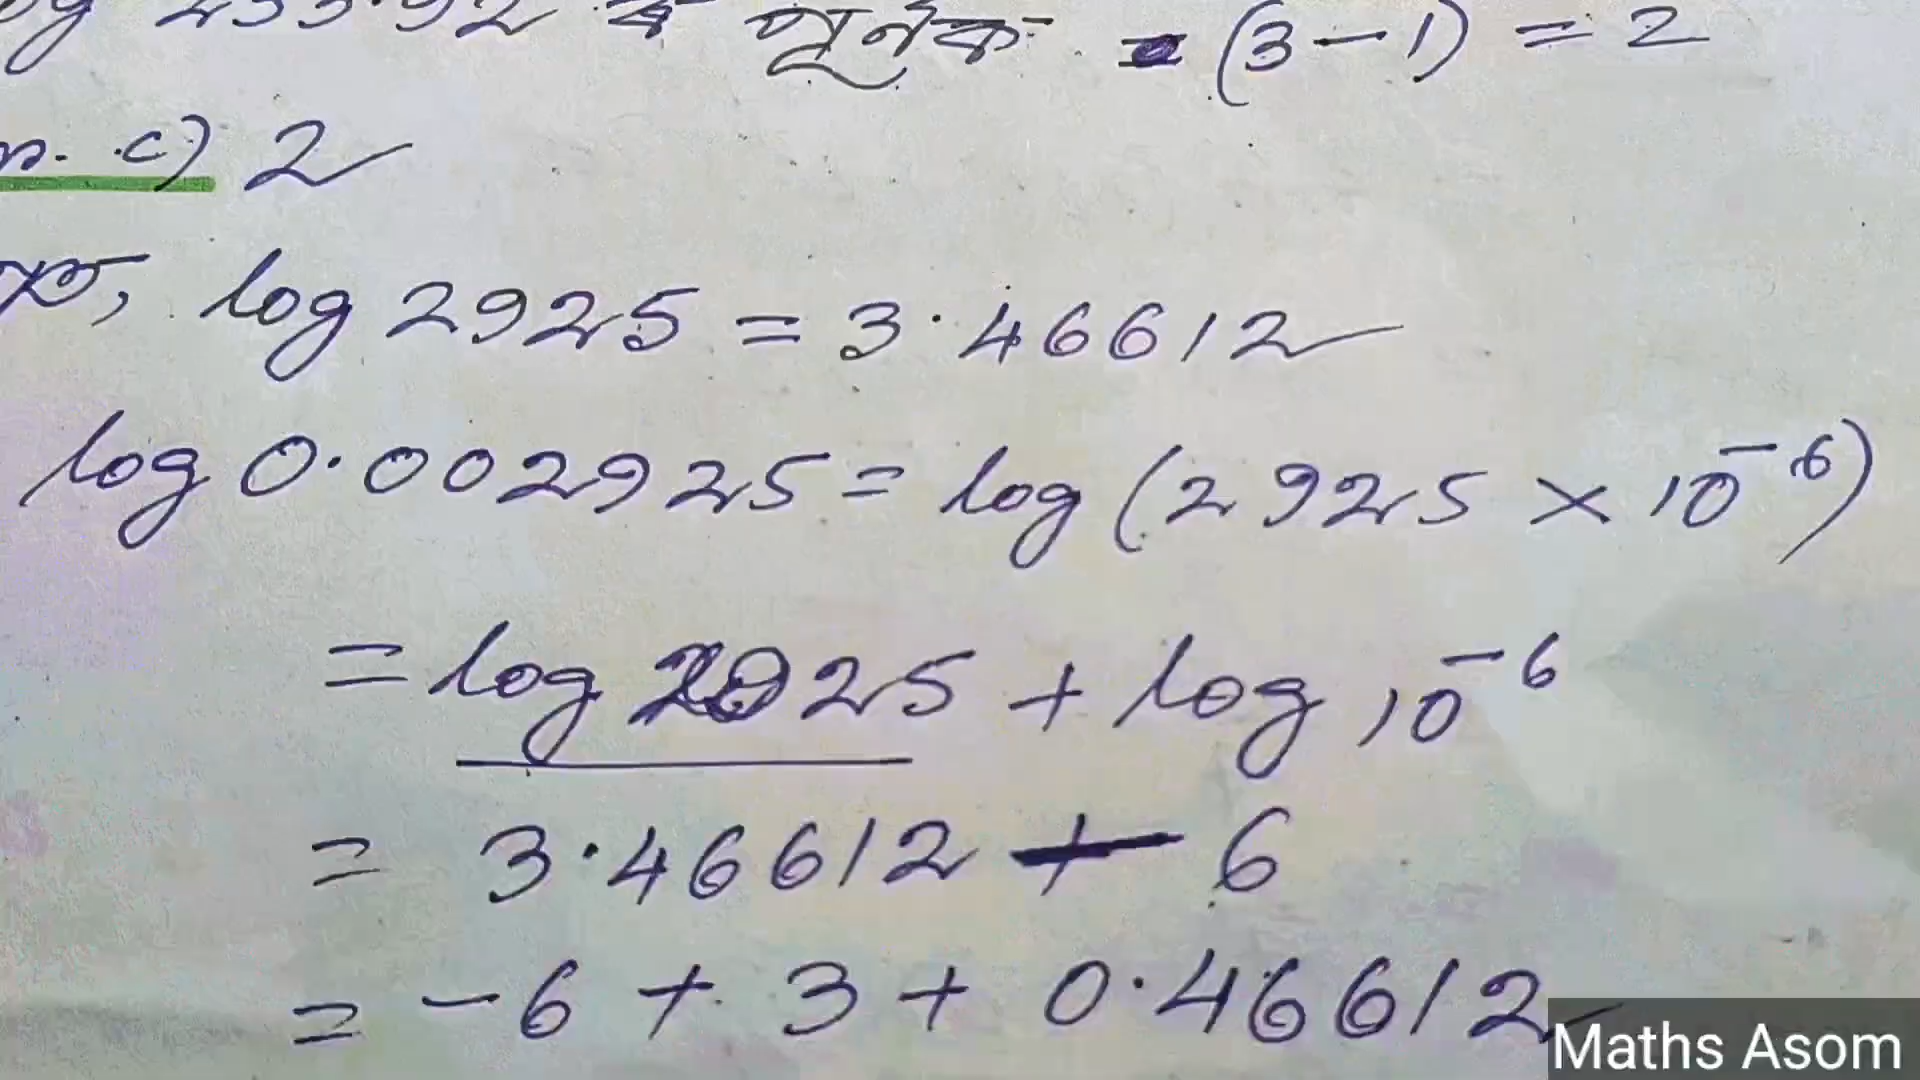 পূৰ্ণক = (3 - 1) = 2
c) 2
log 2925 = 3.46612
log 0.002925 = log (2925 × 10⁻⁶)
= log 2925 + log 10⁻⁶
= 3.46612 - 6
= -6 + 3 + 0.46612
Maths Asom